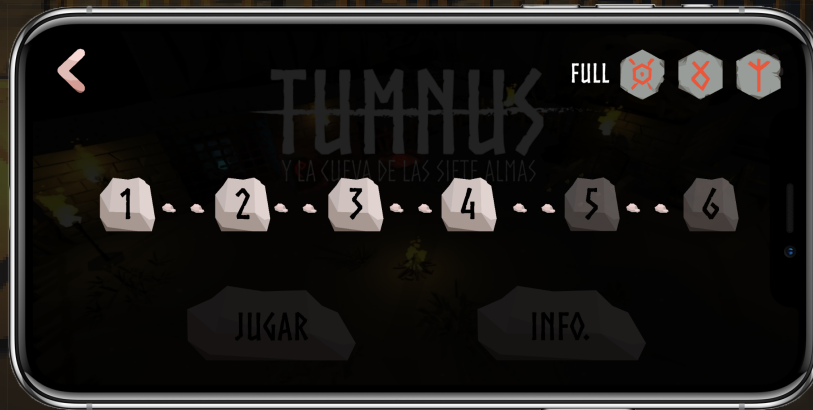 FULL
TUMNUS
Y LA CUEVA DE LAS SIETE ALMAS
1 2 3 4 5 6
JUGAR INFO.